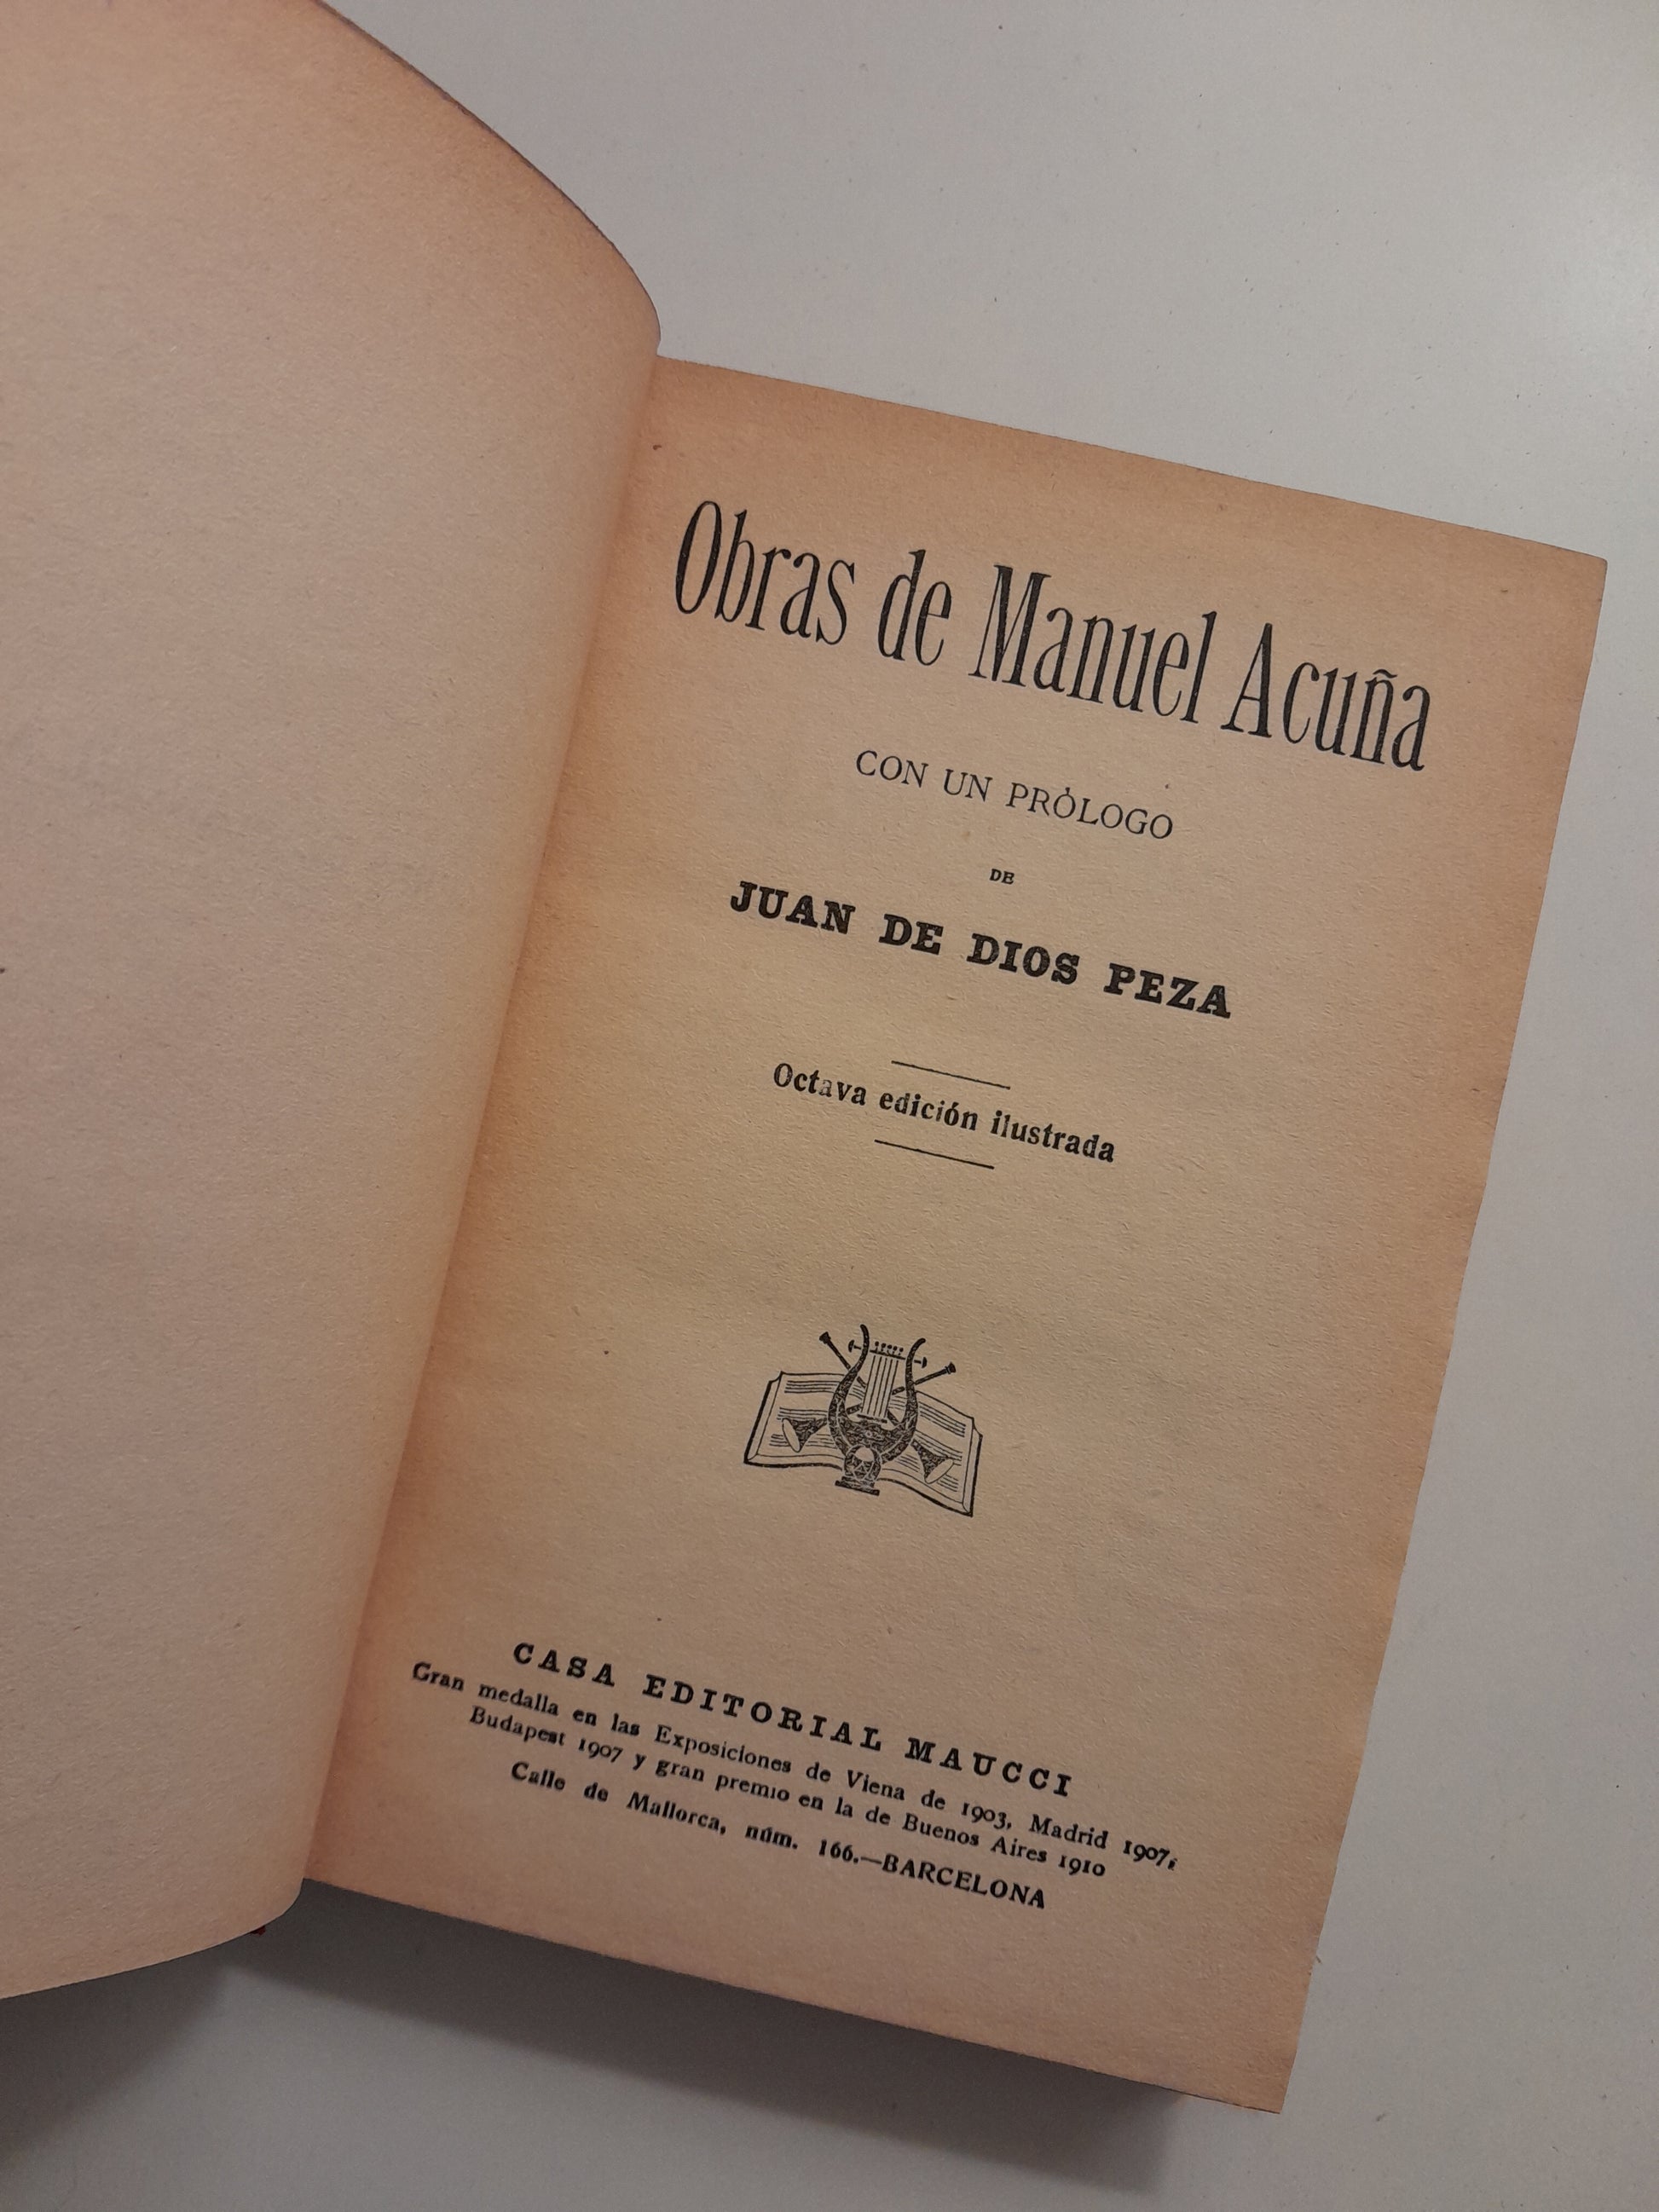 Obras de Manuel Acuña
CON UN PRÓLOGO
DE
JUAN DE DIOS PEZA
Octava edición ilustrada
CASA EDITORIAL MAUCCI
Gran medalla en las Exposiciones de Viena de 1903, Madrid 1907,
Budapest 1907 y gran premio en la de Buenos Aires 1910
Calle de Mallorca, núm. 166.—BARCELONA